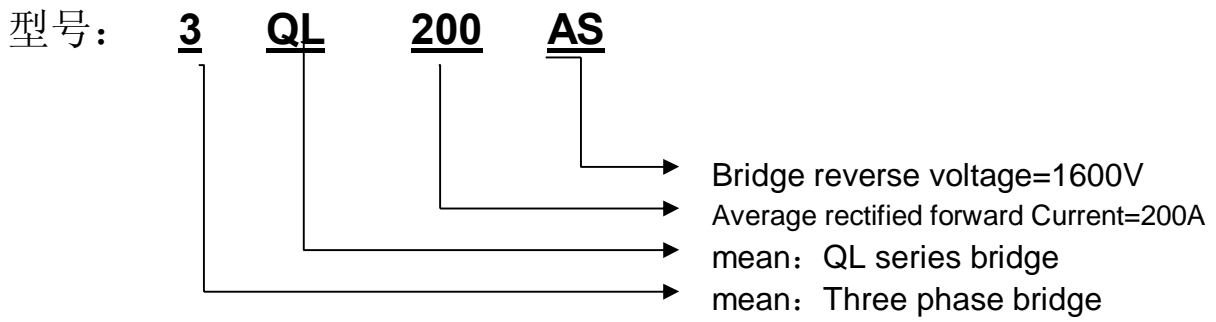 型号： 3 QL 200 AS
Bridge reverse voltage=1600V
Average rectified forward Current=200A
mean：QL series bridge
mean：Three phase bridge